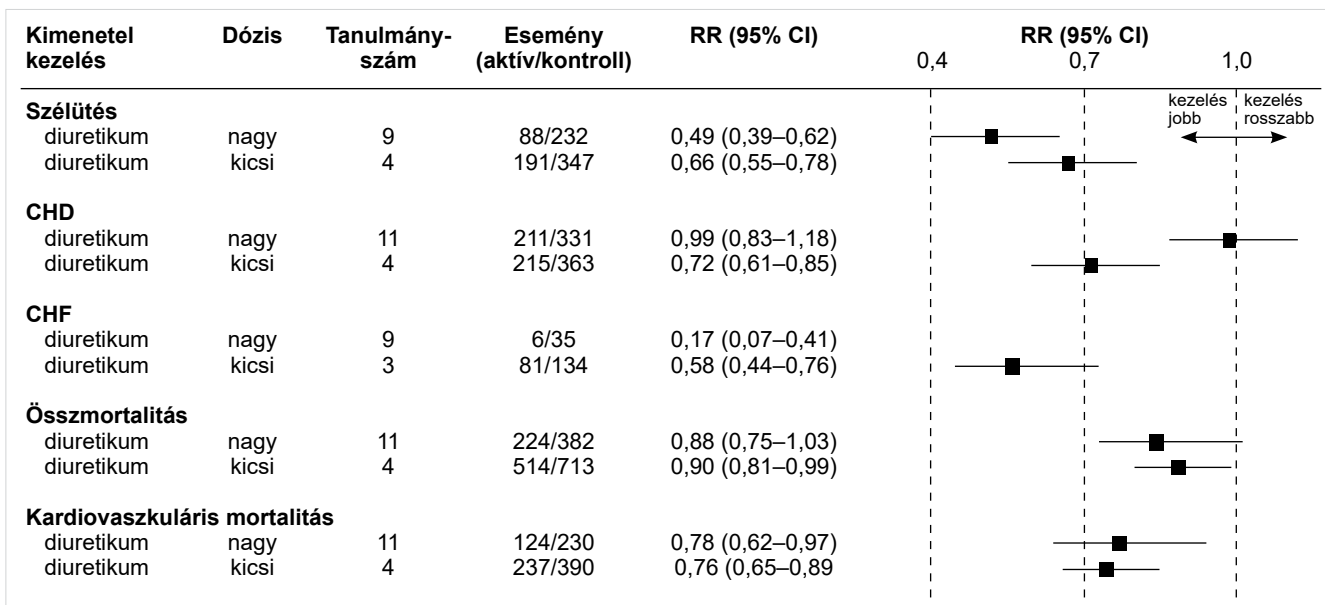 Kimenetel Dózis Tanulmány- Esemény RR (95% CI) RR (95% CI)
kezelés szám (aktív/kontroll) 0,4 0,7 1,0
kezelés kezelés
jobb rosszabb
Szélütés
diuretikum nagy 9 88/232 0,49 (0,39–0,62)
diuretikum kicsi 4 191/347 0,66 (0,55–0,78)
CHD
diuretikum nagy 11 211/331 0,99 (0,83–1,18)
diuretikum kicsi 4 215/363 0,72 (0,61–0,85)
CHF
diuretikum nagy 9 6/35 0,17 (0,07–0,41)
diuretikum kicsi 3 81/134 0,58 (0,44–0,76)
Összmortalitás
diuretikum nagy 11 224/382 0,88 (0,75–1,03)
diuretikum kicsi 4 514/713 0,90 (0,81–0,99)
Kardiovaszkuláris mortalitás
diuretikum nagy 11 124/230 0,78 (0,62–0,97)
diuretikum kicsi 4 237/390 0,76 (0,65–0,89